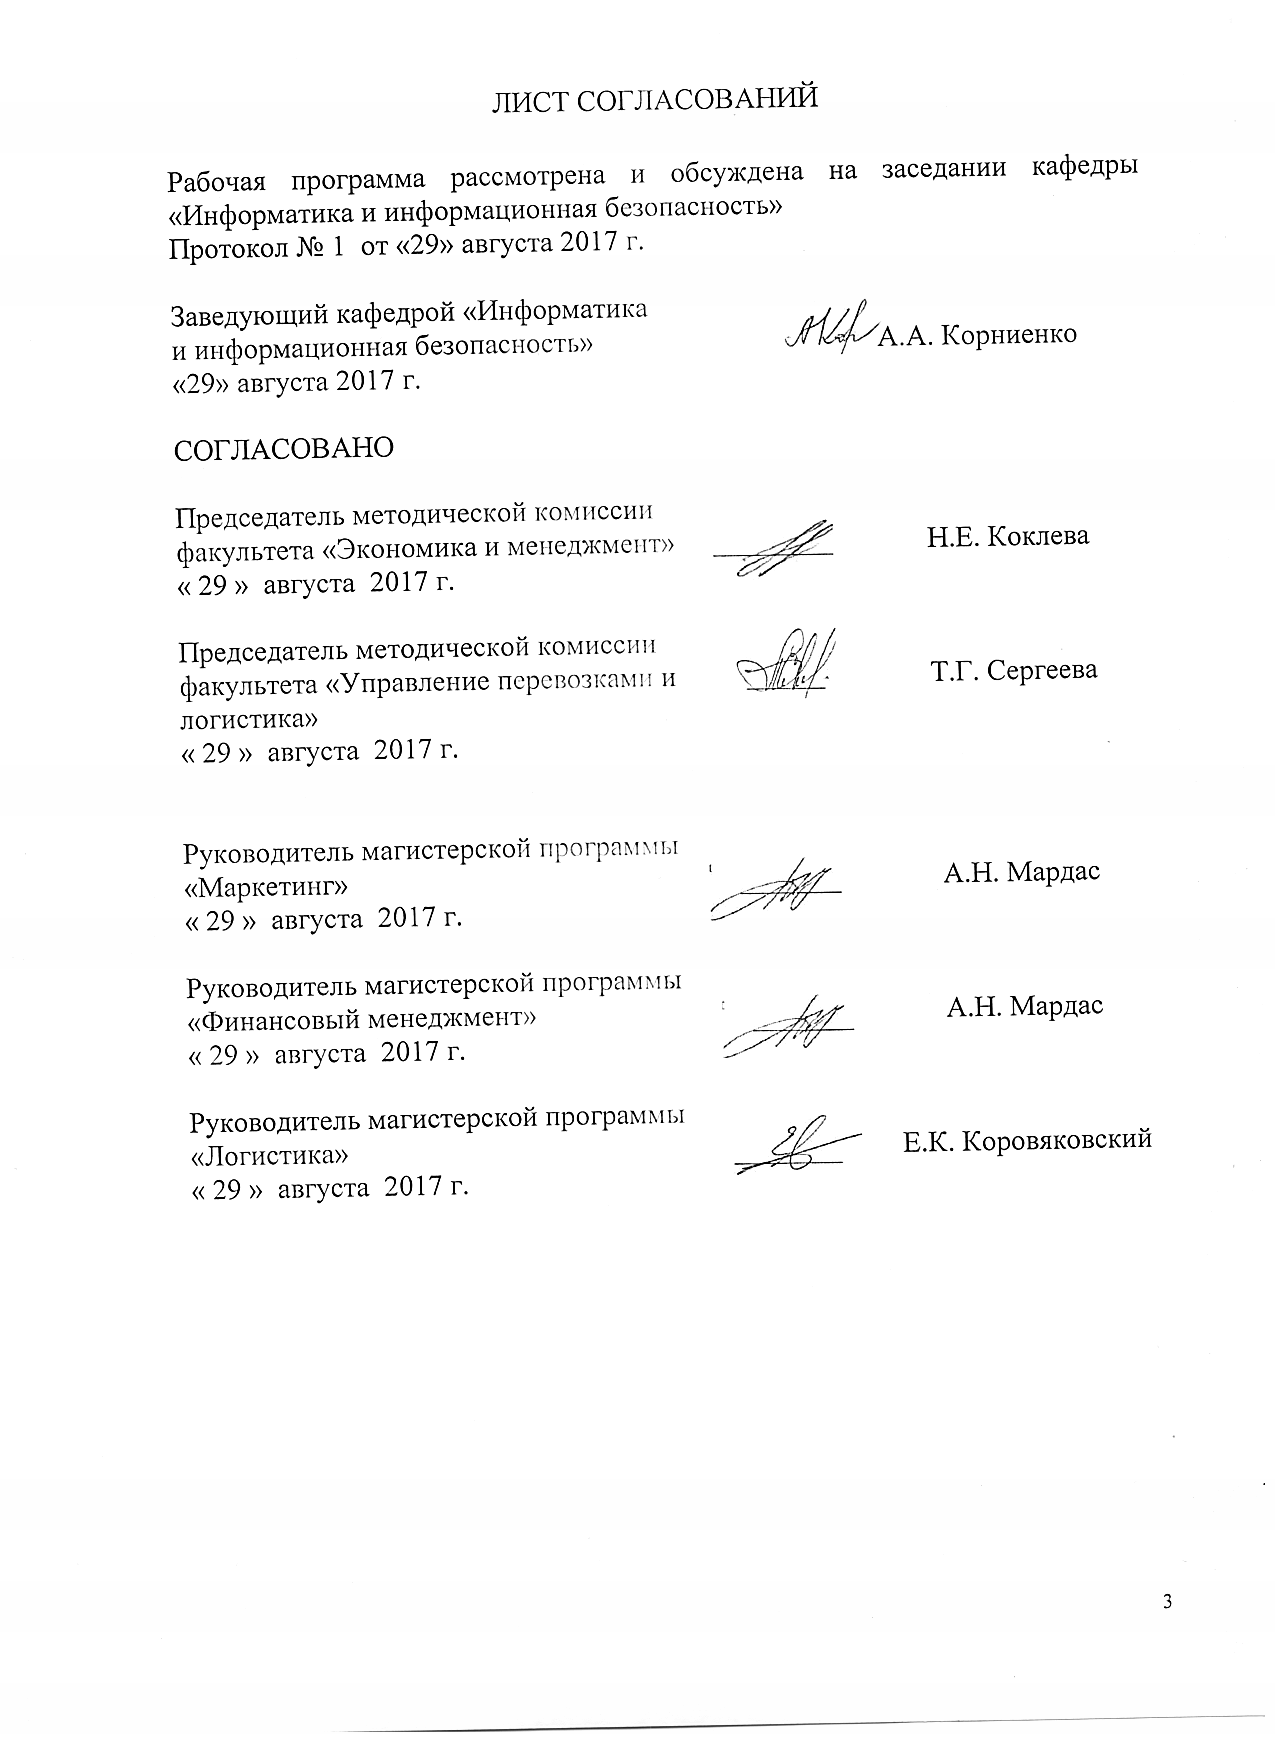 ЛИСТ СОГЛАСОВАНИЙ
Рабочая программа рассмотрена и обсуждена на заседании кафедры
«Информатика и информационная безопасность»
Протокол № 1 от «29» августа 2017 г.
Заведующий кафедрой «Информатика
и информационная безопасность» А.А. Корниенко
«29» августа 2017 г.
СОГЛАСОВАНО
Председатель методической комиссии
факультета «Экономика и менеджмент» Н.Е. Коклева
« 29 » августа 2017 г.
Председатель методической комиссии
факультета «Управление перевозками и Т.Г. Сергеева
логистика»
« 29 » августа 2017 г.
Руководитель магистерской программы
«Маркетинг» А.Н. Мардас
« 29 » августа 2017 г.
Руководитель магистерской программы
«Финансовый менеджмент» А.Н. Мардас
« 29 » августа 2017 г.
Руководитель магистерской программы
«Логистика» Е.К. Коровяковский
« 29 » августа 2017 г.
3